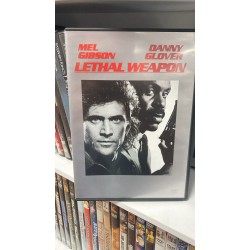 MEL DANNY
GIBSON GLOVER
LETHAL WEAPON